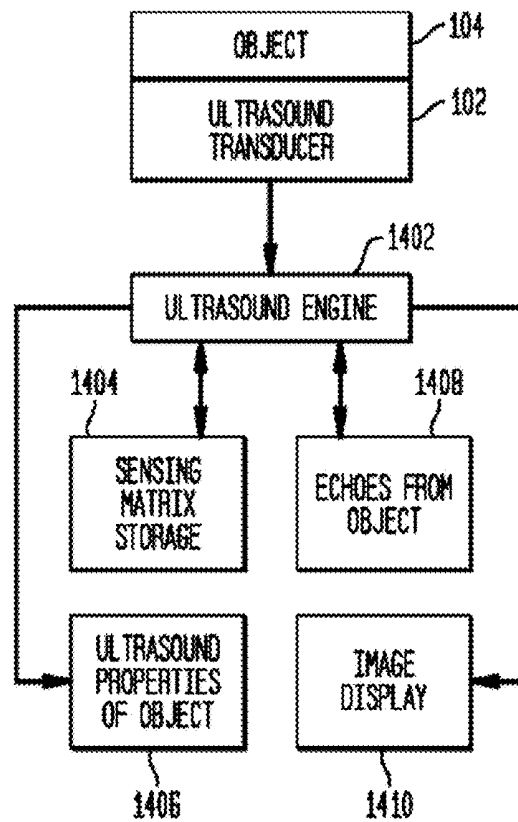 OBJECT
104
ULTRASOUND
TRANSDUCER
102
1402
ULTRASOUND ENGINE
1404
SENSING
MATRIX
STORAGE
1408
ECHOES FROM
OBJECT
ULTRASOUND
PROPERTIES
OF OBJECT
1406
IMAGE
DISPLAY
1410